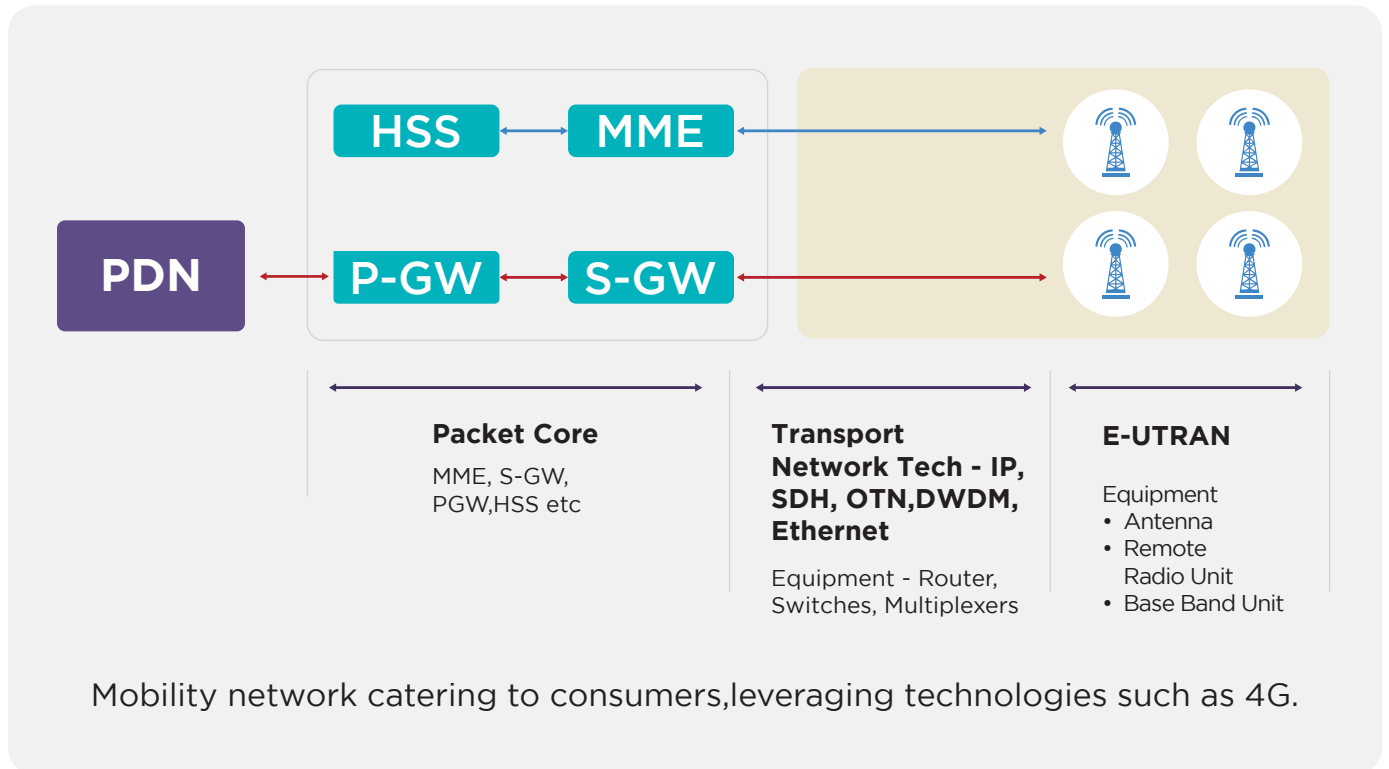 HSS
MME
PDN
P-GW
S-GW
Packet Core
MME, S-GW,
PGW,HSS etc
Transport
Network Tech - IP,
SDH, OTN,DWDM,
Ethernet
Equipment - Router,
Switches, Multiplexers
E-UTRAN
Equipment
• Antenna
• Remote
Radio Unit
• Base Band Unit
Mobility network catering to consumers,leveraging technologies such as 4G.